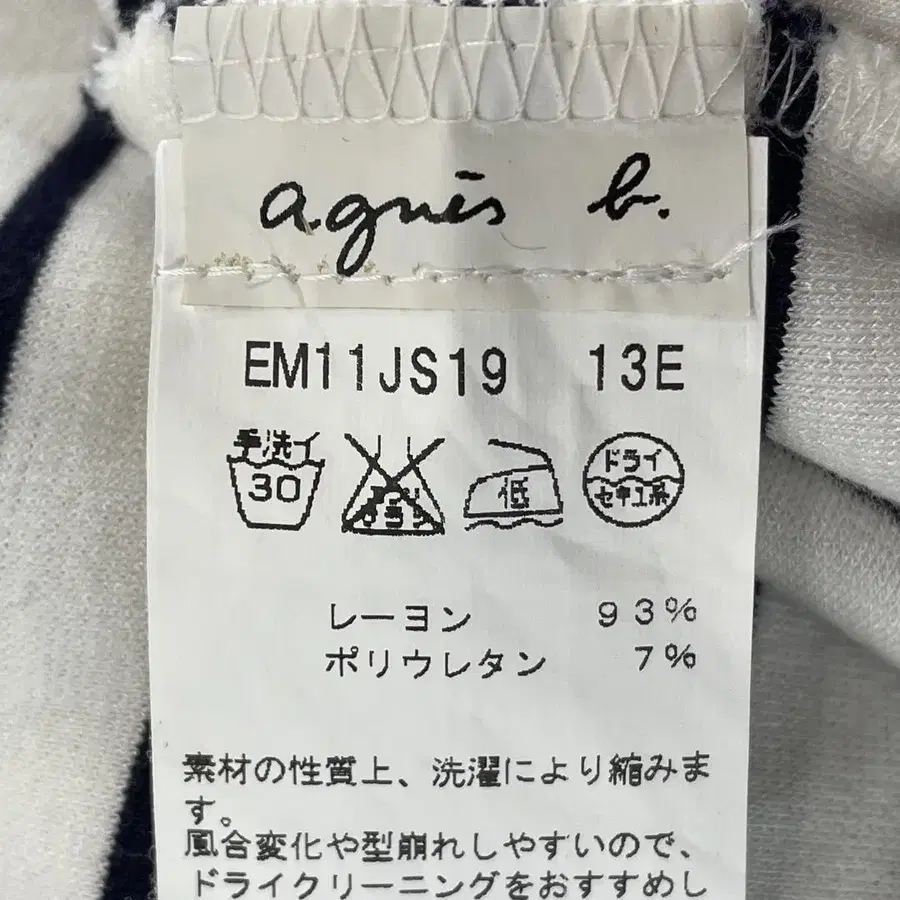 agnès b.
EM11JS19 13E
手洗イ
30
エンソ
サラシ
低
ドライ
セキユ系
レーヨン 93%
ポリウレタン 7%
素材の性質上、洗濯により縮みま
す。
風合変化や型崩れしやすいので、
ドライクリーニングをおすすめし